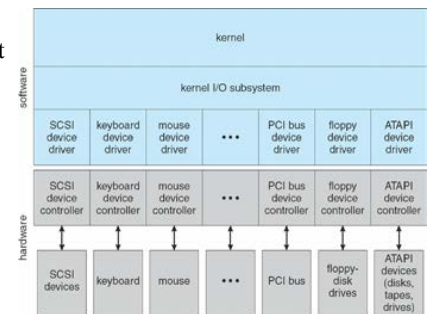 t
kernel
kernel I/O subsystem
software
SCSI device driver
keyboard device driver
mouse device driver
•••
PCI bus device driver
floppy device driver
ATAPI device driver
hardware
SCSI device controller
keyboard device controller
mouse device controller
•••
PCI bus device controller
floppy device controller
ATAPI device controller
SCSI devices
keyboard
mouse
•••
PCI bus
floppy-disk drives
ATAPI devices (disks, tapes, drives)